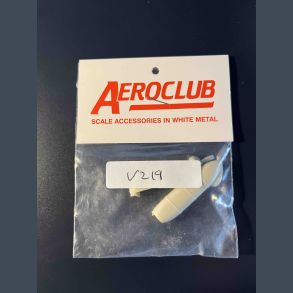 AEROCLUB
SCALE ACCESSORIES IN WHITE METAL
V219